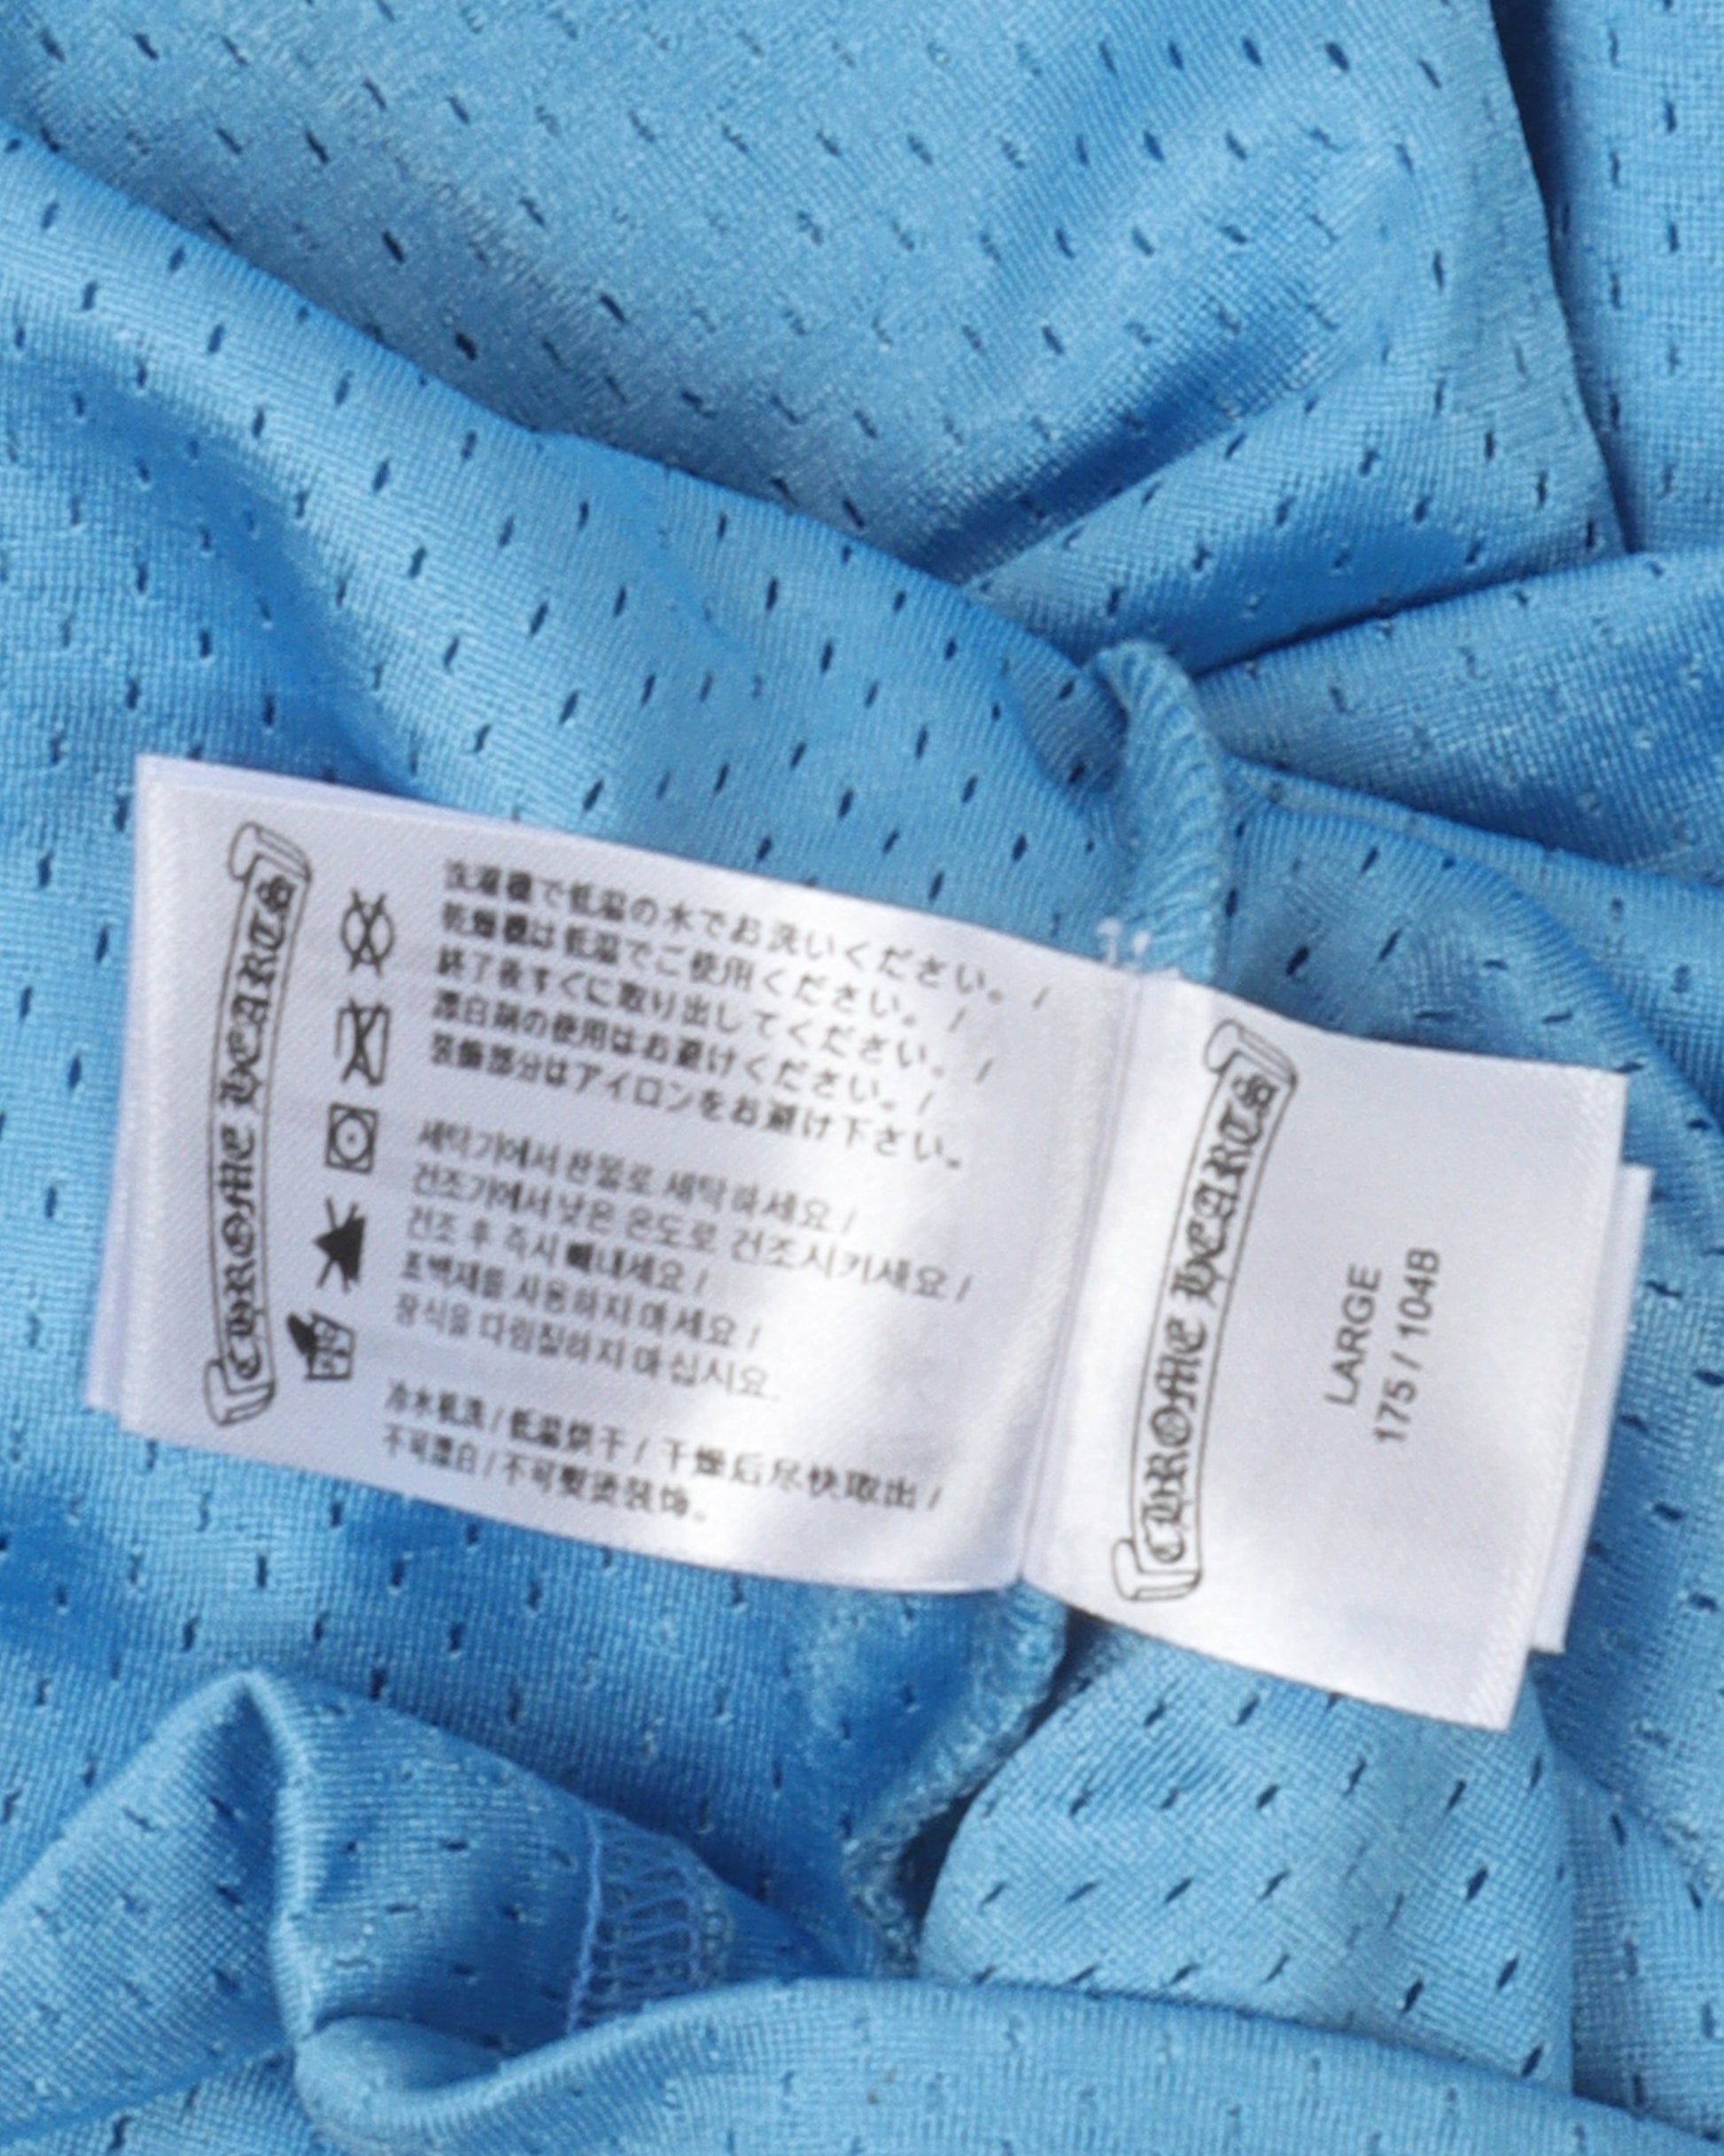 CHROME HEARTS
洗濯機で低温の水でお洗いください。/
乾燥機は低温でご使用ください。/
終了後すぐに取り出してください。/
漂白剤の使用はお避けください。/
装飾部分はアイロンをお避け下さい。
세탁기에서 찬물로 세탁하세요 /
건조기에서 낮은 온도로 건조시키세요 /
건조 후 즉시 빼내세요 /
표백제를 사용하지 마세요 /
장식을 다림질하지 마십시요.
冷水机洗 / 低温烘干 / 干燥后尽快取出 /
不可漂白 / 不可熨烫装饰。
CHROME HEARTS
LARGE
175 / 104B